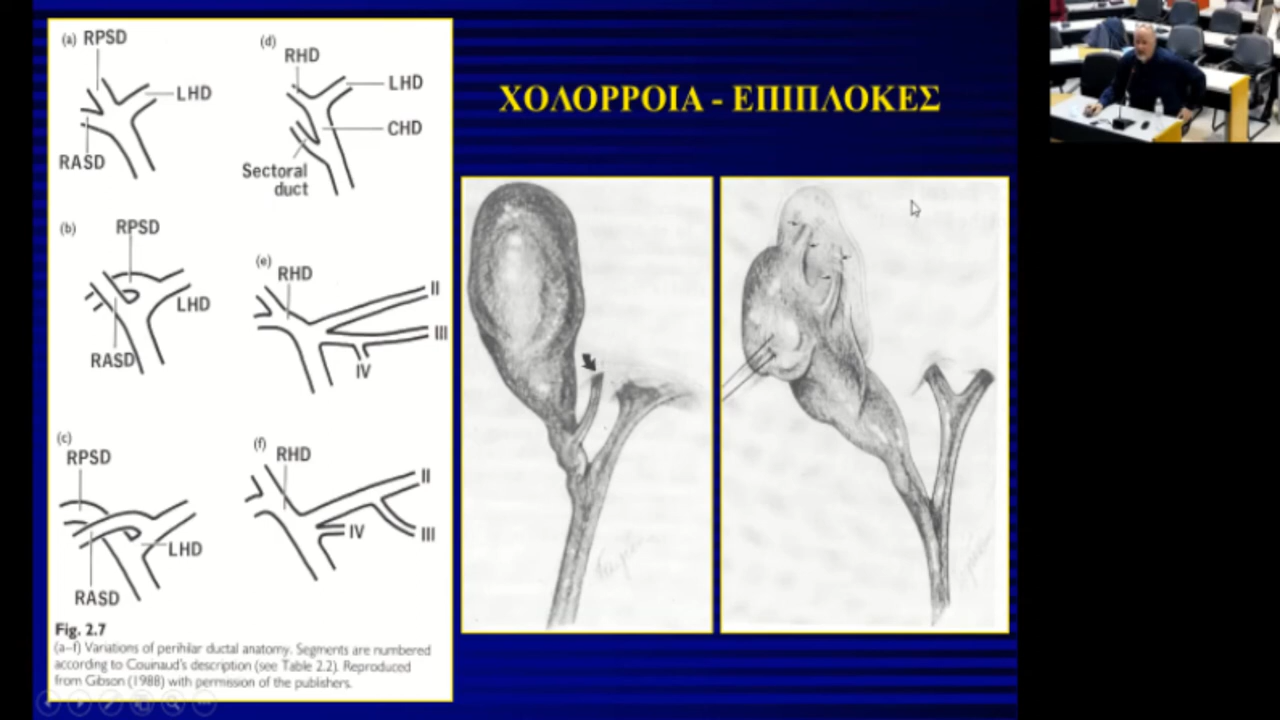 ΧΟΛΟΡΡΟΙΑ - ΕΠΙΠΛΟΚΕΣ
(a) RPSD
LHD
RASD
(d)
RHD
LHD
CHD
Sectoral
duct
(b)
RPSD
LHD
RASD
(e)
RHD
II
III
IV
(c)
RPSD
LHD
RASD
(f)
RHD
II
IV
III
Fig. 2.7
(a–f) Variations of perihilar ductal anatomy. Segments are numbered
according to Couinaud's description (see Table 2.2). Reproduced
from Gibson (1988) with permission of the publishers.